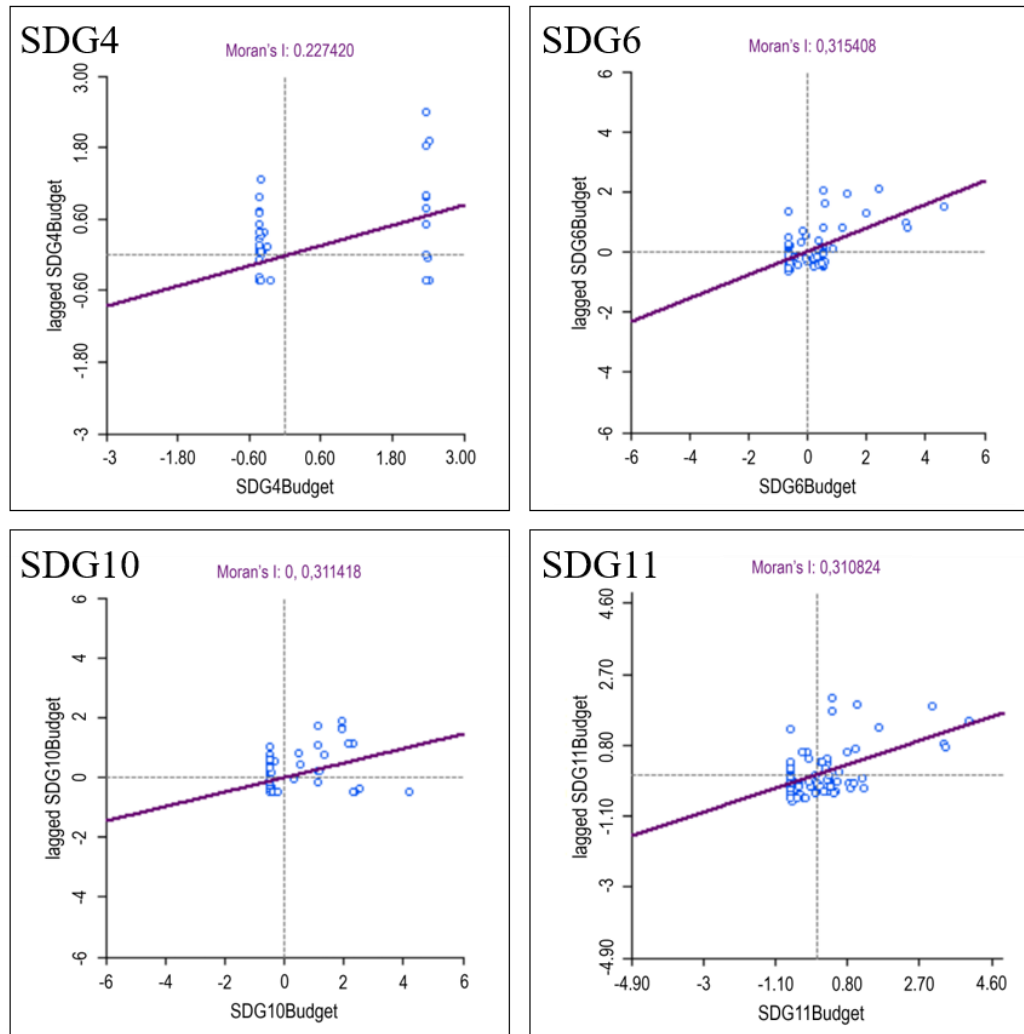 SDG4
Moran's I: 0.227420
3.00
1.80
0.60
-0.60
-1.80
-3
lagged SDG4Budget
-3 -1.80 -0.60 0.60 1.80 3.00
SDG4Budget
SDG6
Moran's I: 0,315408
6
4
2
0
-2
-4
-6
lagged SDG6Budget
-6 -4 -2 0 2 4 6
SDG6Budget
SDG10
Moran's I: 0, 0,311418
6
4
2
0
-2
-4
-6
lagged SDG10Budget
-6 -4 -2 0 2 4 6
SDG10Budget
SDG11
Moran's I: 0,310824
4.60
2.70
0.80
-1.10
-3
-4.90
lagged SDG11Budget
-4.90 -3 -1.10 0.80 2.70 4.60
SDG11Budget